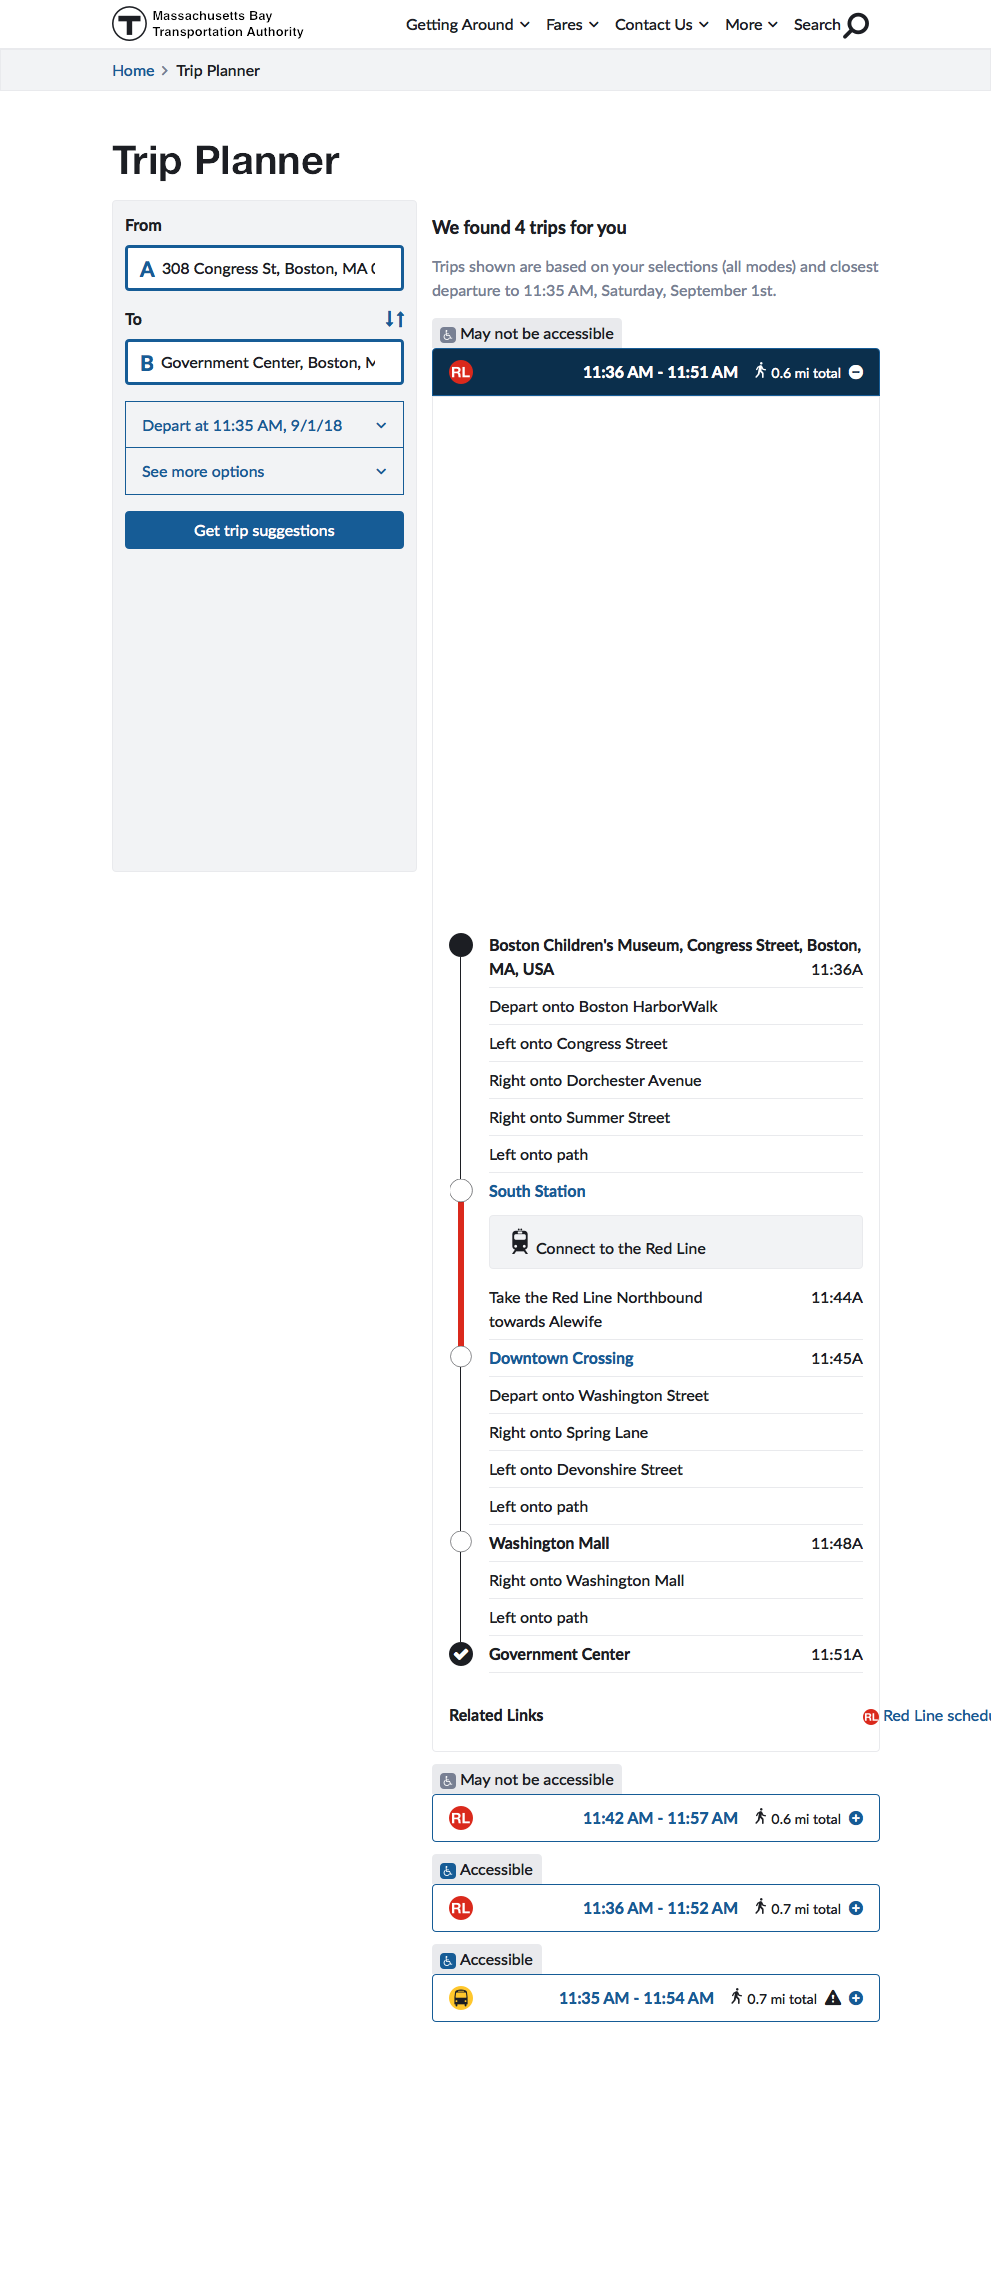 T
Massachusetts Bay
Transportation Authority
Getting Around
Fares
Contact Us
More
Search
Home
Trip Planner
Trip Planner
From
A 308 Congress St, Boston, MA
To
B Government Center, Boston,
Depart at 11:35 AM, 9/1/18
See more options
Get trip suggestions
We found 4 trips for you
Trips shown are based on your selections (all modes) and closest
departure to 11:35 AM, Saturday, September 1st.
May not be accessible
RL 11:36 AM - 11:51 AM 0.6 mi total
Boston Children's Museum, Congress Street, Boston,
MA, USA 11:36A
Depart onto Boston HarborWalk
Left onto Congress Street
Right onto Dorchester Avenue
Right onto Summer Street
Left onto path
South Station
Connect to the Red Line
Take the Red Line Northbound 11:44A
towards Alewife
Downtown Crossing 11:45A
Depart onto Washington Street
Right onto Spring Lane
Left onto Devonshire Street
Left onto path
Washington Mall 11:48A
Right onto Washington Mall
Left onto path
Government Center 11:51A
Related Links RL Red Line
May not be accessible
RL 11:42 AM - 11:57 AM 0.6 mi total
Accessible
RL 11:36 AM - 11:52 AM 0.7 mi total
Accessible
11:35 AM - 11:54 AM 0.7 mi total